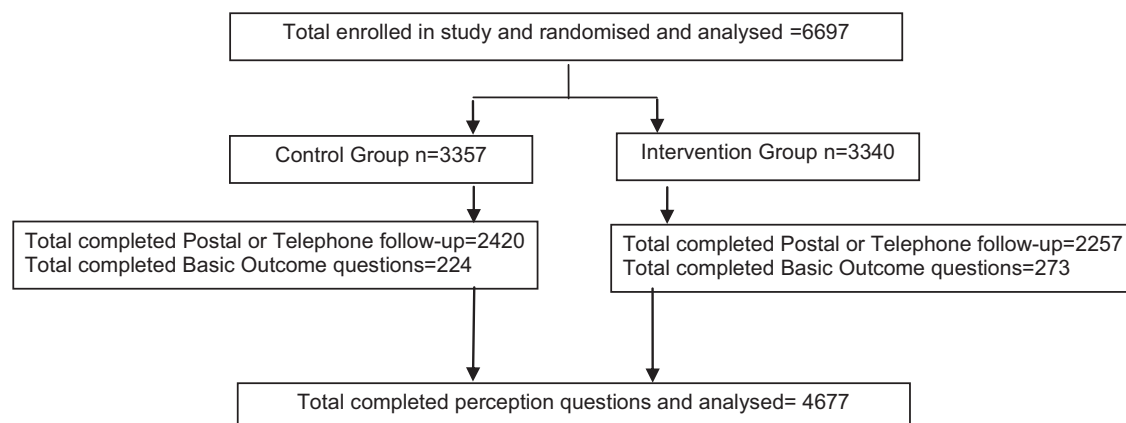 Total enrolled in study and randomised and analysed =6697
Control Group n=3357
Intervention Group n=3340
Total completed Postal or Telephone follow-up=2420
Total completed Basic Outcome questions=224
Total completed Postal or Telephone follow-up=2257
Total completed Basic Outcome questions=273
Total completed perception questions and analysed= 4677